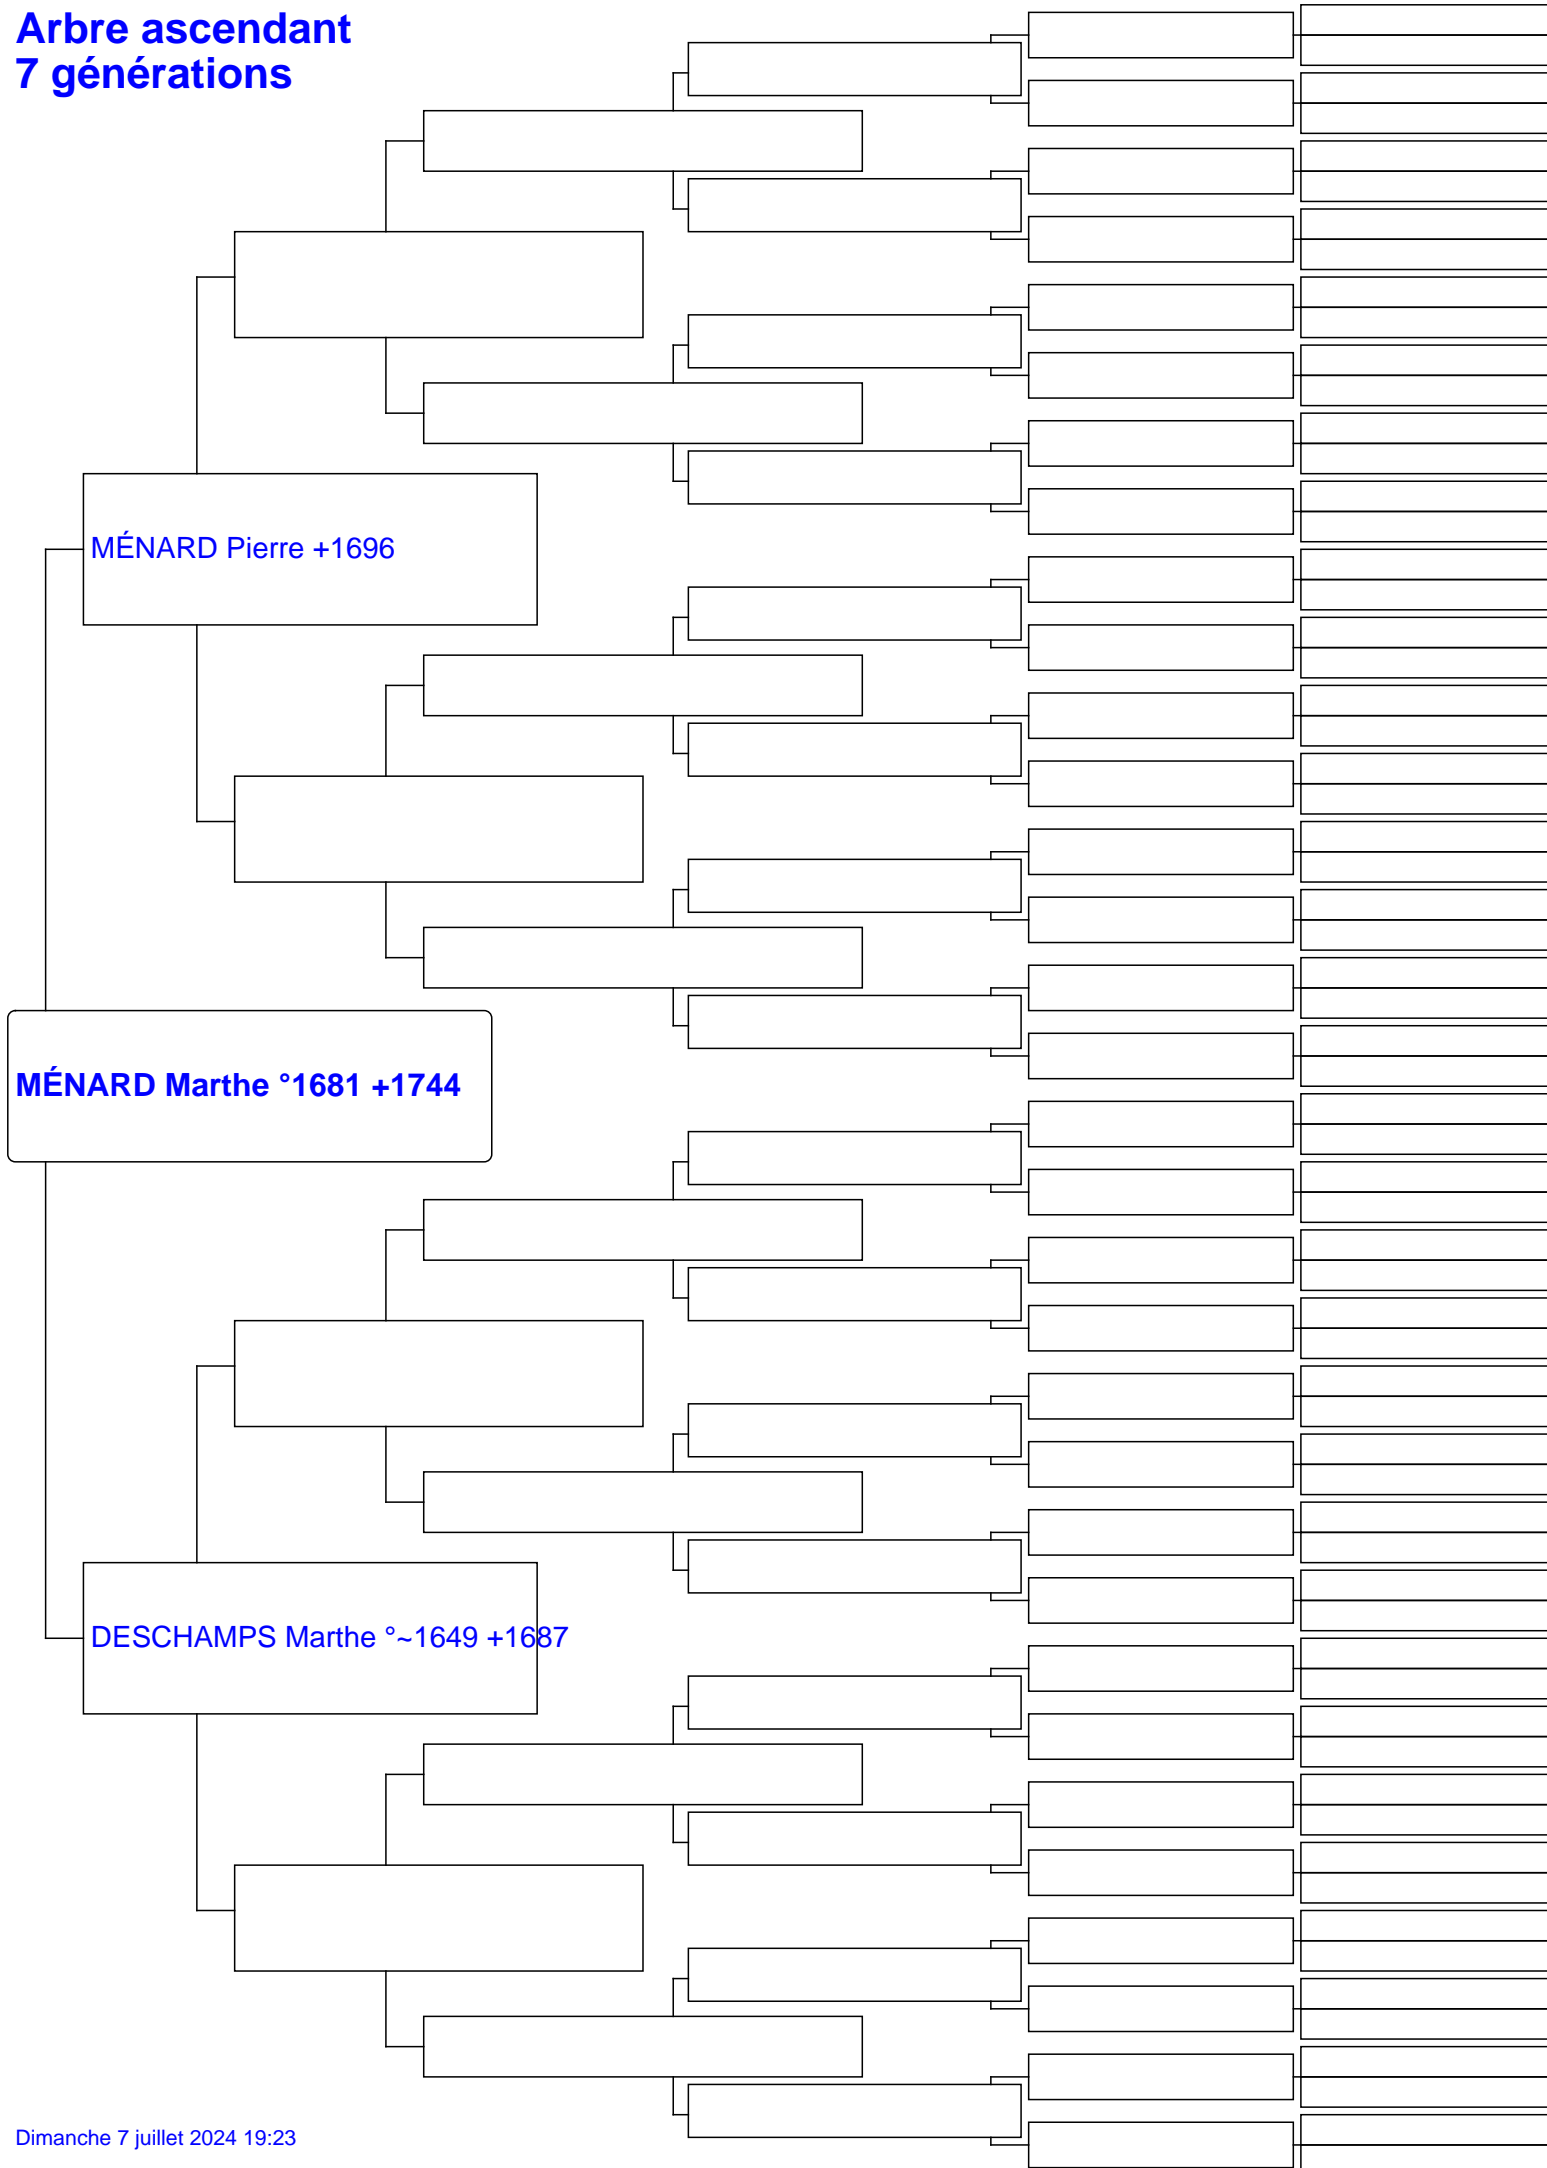 Arbre ascendant
7 générations
MÉNARD Pierre +1696
MÉNARD Marthe °1681 +1744
DESCHAMPS Marthe °~1649 +1687
Dimanche 7 juillet 2024 19:23